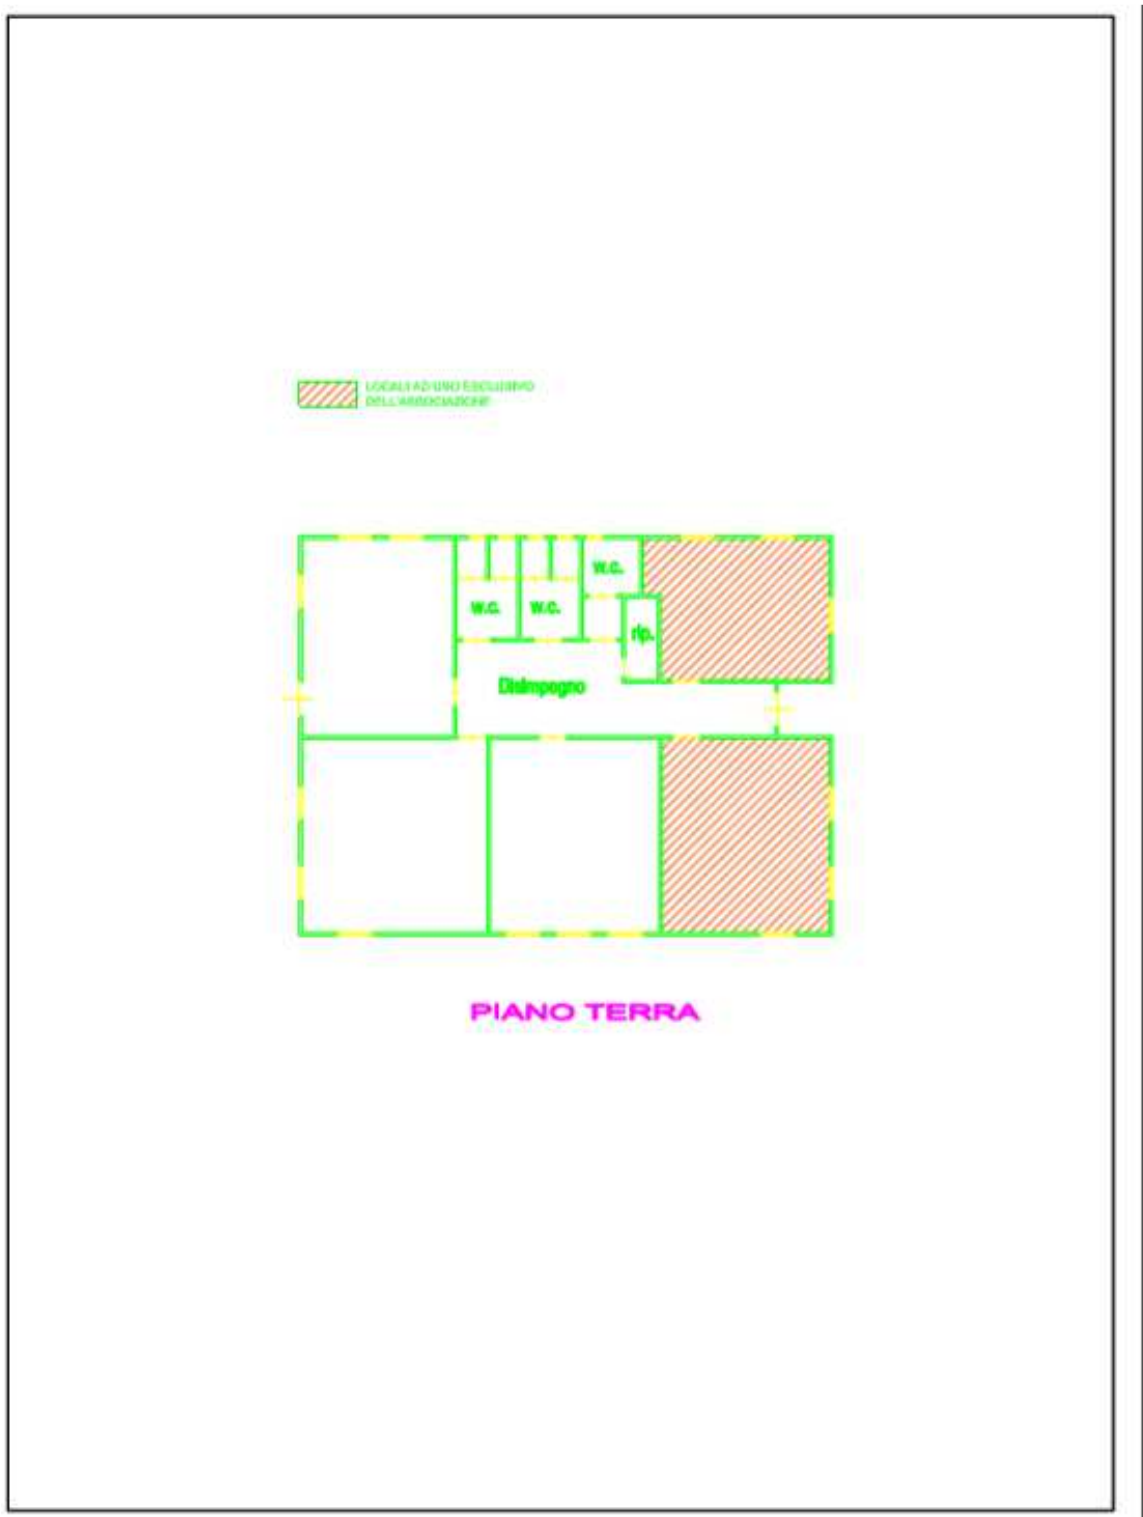 LOCALI AD USO ESCLUSIVO
DELL'ASSOCIAZIONE
w.c.
w.c.
w.c.
rip.
Disimpegno
PIANO TERRA